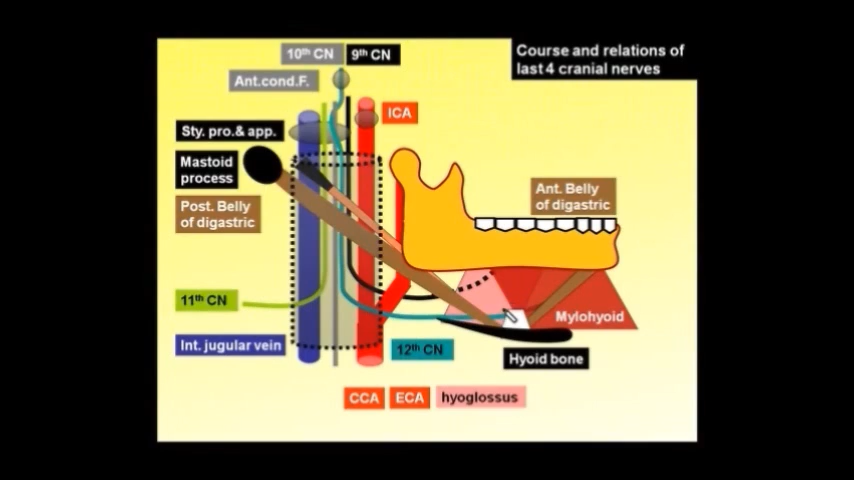 10th CN
9th CN
Course and relations of
last 4 cranial nerves
Ant.cond.F.
ICA
Sty. pro.& app.
Mastoid
process
Ant. Belly
of digastric
Post. Belly
of digastric
11th CN
Mylohyoid
Int. jugular vein
12th CN
Hyoid bone
CCA
ECA
hyoglossus